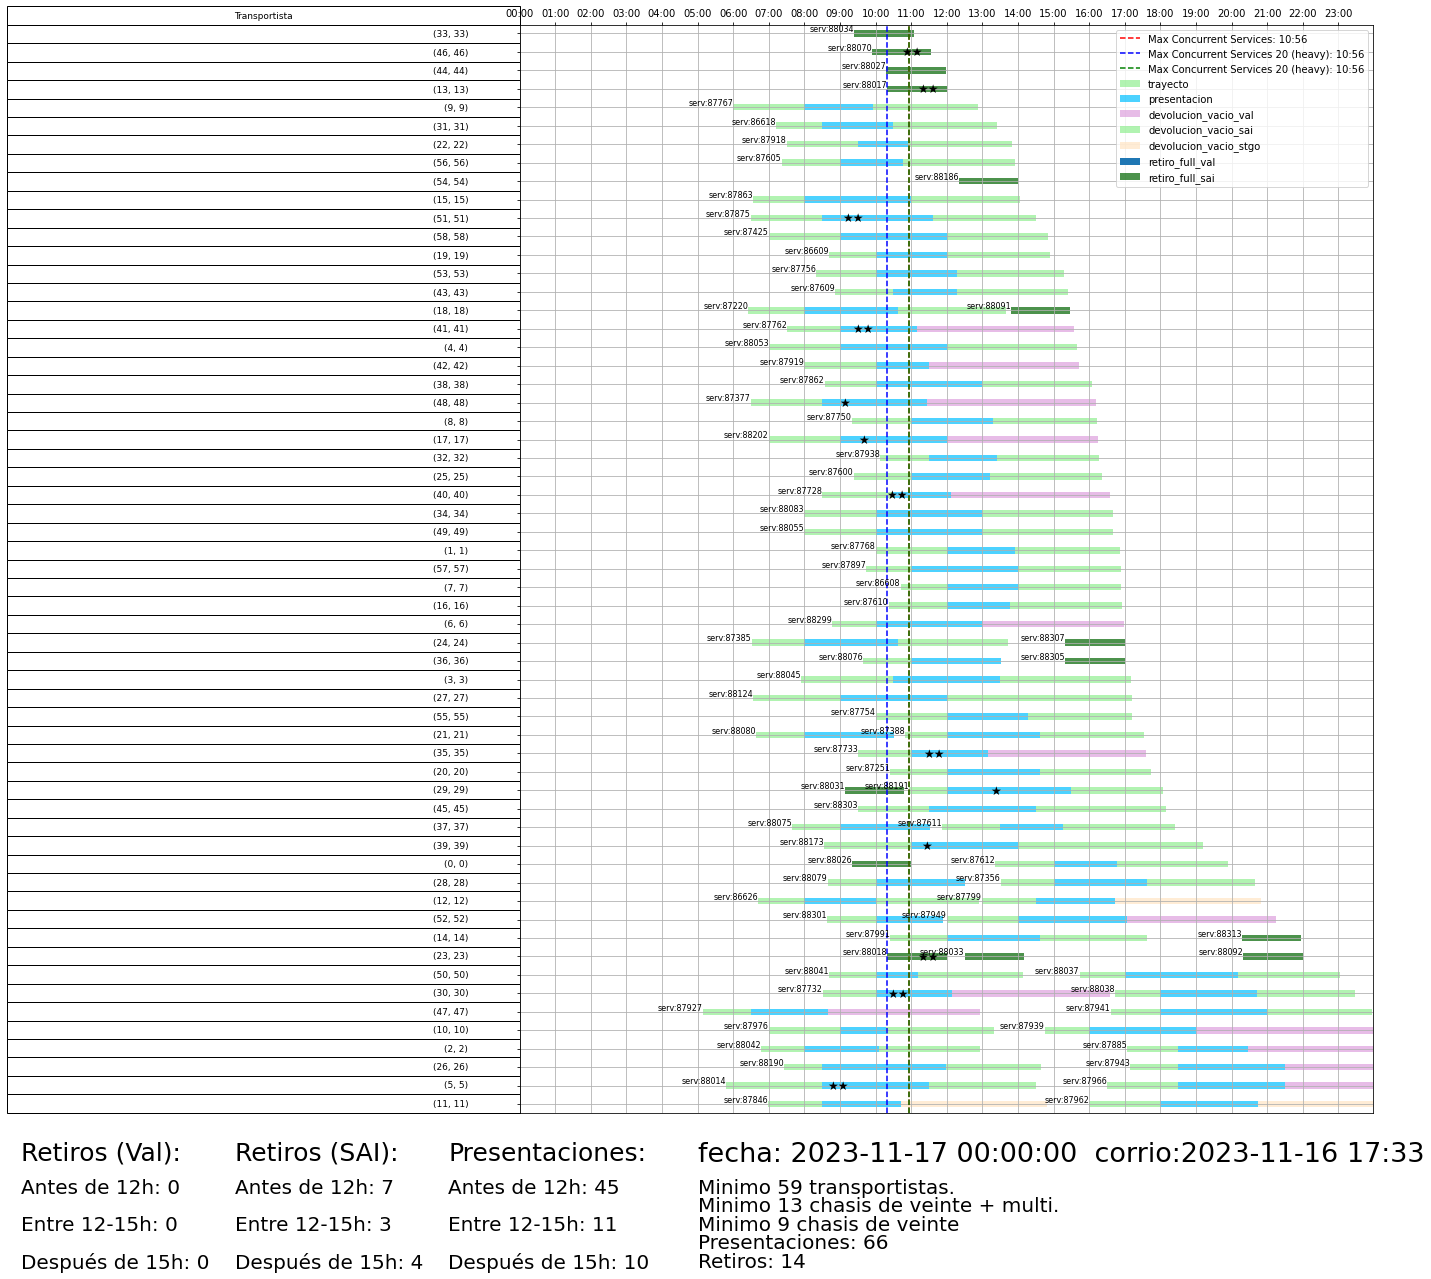 Transportista
00:00 01:00 02:00 03:00 04:00 05:00 06:00 07:00 08:00 09:00 10:00 11:00 12:00 13:00 14:00 15:00 16:00 17:00 18:00 19:00 20:00 21:00 22:00 23:00
Max Concurrent Services: 10:56
Max Concurrent Services 20 (heavy): 10:56
Max Concurrent Services 20 (heavy): 10:56
trayecto
presentacion
devolucion_vacio_val
devolucion_vacio_sai
devolucion_vacio_stgo
retiro_full_val
retiro_full_sai
(33, 33) serv:88034
(46, 46) serv:88070
(44, 44) serv:88027
(13, 13) serv:88017
(9, 9) serv:87767
(31, 31) serv:86618
(22, 22) serv:87918
(56, 56) serv:87605
(54, 54) serv:88186
(15, 15) serv:87863
(51, 51) serv:87875
(58, 58) serv:87425
(19, 19) serv:86609
(53, 53) serv:87756
(43, 43) serv:87609
(18, 18) serv:87220 serv:88091
(41, 41) serv:87762
(4, 4) serv:88053
(42, 42) serv:87919
(38, 38) serv:87862
(48, 48) serv:87377
(8, 8) serv:87750
(17, 17) serv:88202
(32, 32) serv:87938
(25, 25) serv:87600
(40, 40) serv:87728
(34, 34) serv:88083
(49, 49) serv:88055
(1, 1) serv:87768
(57, 57) serv:87897
(7, 7) serv:86608
(16, 16) serv:87610
(6, 6) serv:88299
(24, 24) serv:87385 serv:88307
(36, 36) serv:88076 serv:88305
(3, 3) serv:88045
(27, 27) serv:88124
(55, 55) serv:87754
(21, 21) serv:88080 serv:87388
(35, 35) serv:87733
(20, 20) serv:87251
(29, 29) serv:88031 serv:88191
(45, 45) serv:88303
(37, 37) serv:88075 serv:87611
(39, 39) serv:88173
(0, 0) serv:88026 serv:87612
(28, 28) serv:88079 serv:87356
(12, 12) serv:86626 serv:87799
(52, 52) serv:88301 serv:87949
(14, 14) serv:87991 serv:88313
(23, 23) serv:88018 serv:88033 serv:88092
(50, 50) serv:88041 serv:88037
(30, 30) serv:87732 serv:88038
(47, 47) serv:87927 serv:87941
(10, 10) serv:87976 serv:87939
(2, 2) serv:88042 serv:87885
(26, 26) serv:88190 serv:87943
(5, 5) serv:88014 serv:87966
(11, 11) serv:87846 serv:87962
Retiros (Val):
Antes de 12h: 0
Entre 12-15h: 0
Después de 15h: 0
Retiros (SAI):
Antes de 12h: 7
Entre 12-15h: 3
Después de 15h: 4
Presentaciones:
Antes de 12h: 45
Entre 12-15h: 11
Después de 15h: 10
fecha: 2023-11-17 00:00:00 corrio:2023-11-16 17:33
Minimo 59 transportistas.
Minimo 13 chasis de veinte + multi.
Minimo 9 chasis de veinte
Presentaciones: 66
Retiros: 14